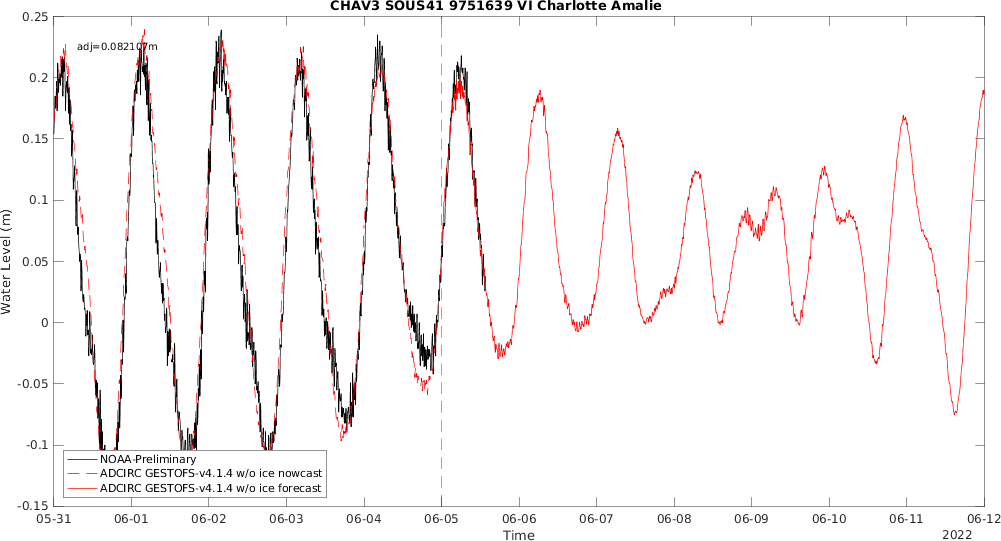 CHAV3 SOUS41 9751639 VI Charlotte Amalie
adj=0.082107m
0.25
0.2
0.15
0.1
0.05
0
-0.05
-0.1
-0.15
Water Level (m)
NOAA-Preliminary
ADCIRC GESTOFS-v4.1.4 w/o ice nowcast
ADCIRC GESTOFS-v4.1.4 w/o ice forecast
05-31 06-01 06-02 06-03 06-04 06-05 06-06 06-07 06-08 06-09 06-10 06-11 06-12
Time
2022